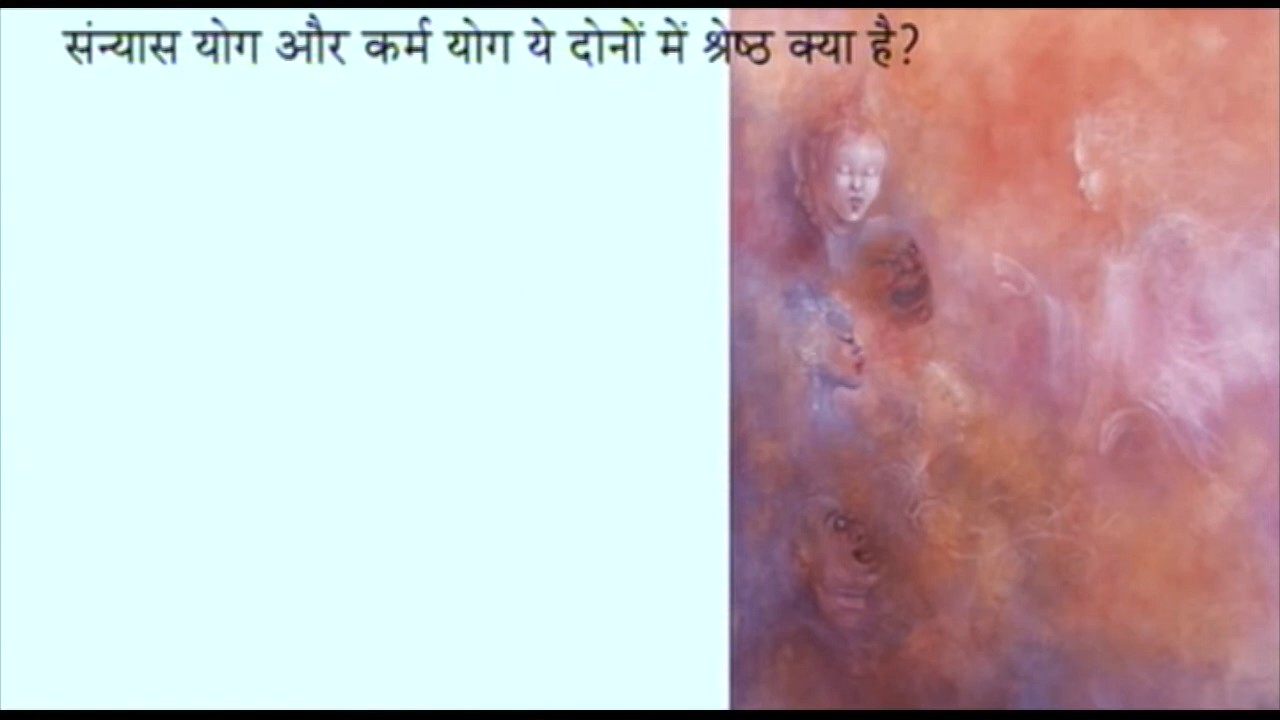 संन्यास योग और कर्म योग ये दोनों में श्रेष्ठ क्या है?